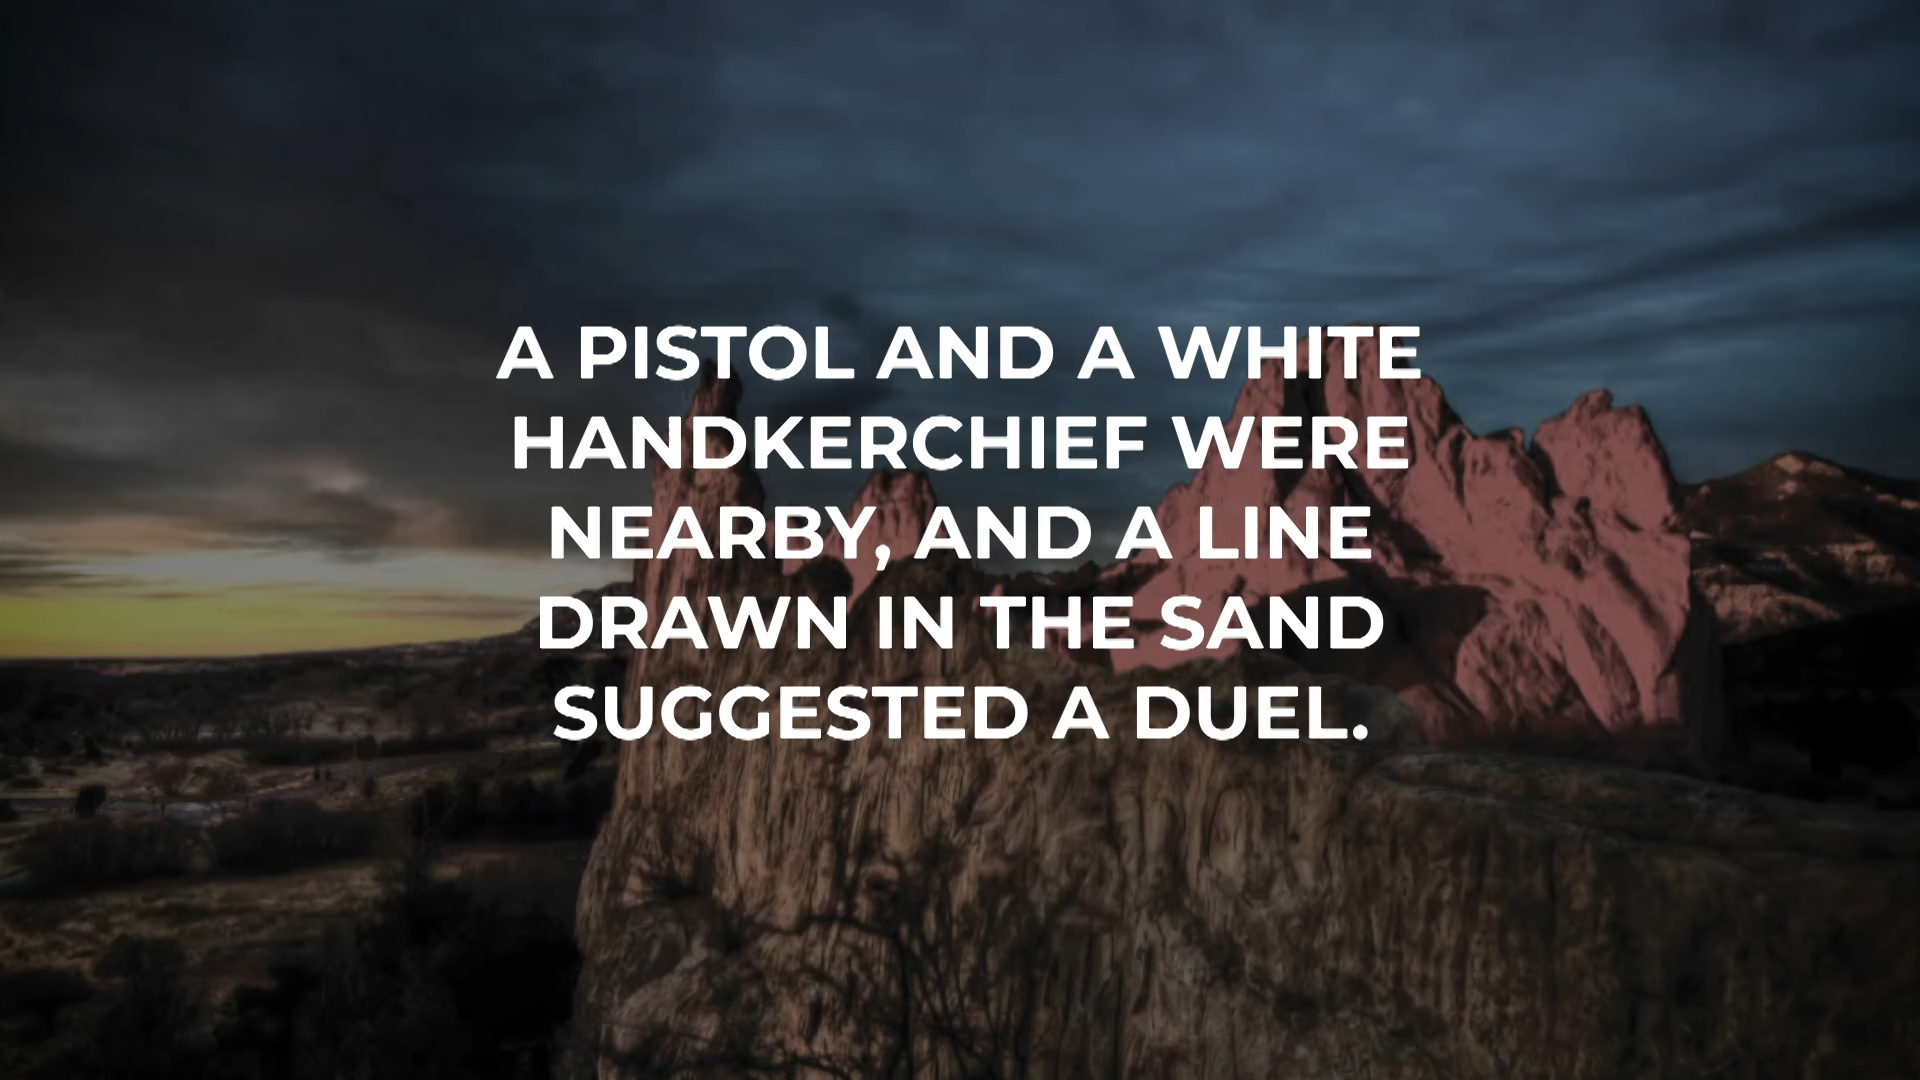 A PISTOL AND A WHITE
HANDKERCHIEF WERE
NEARBY, AND A LINE
DRAWN IN THE SAND
SUGGESTED A DUEL.